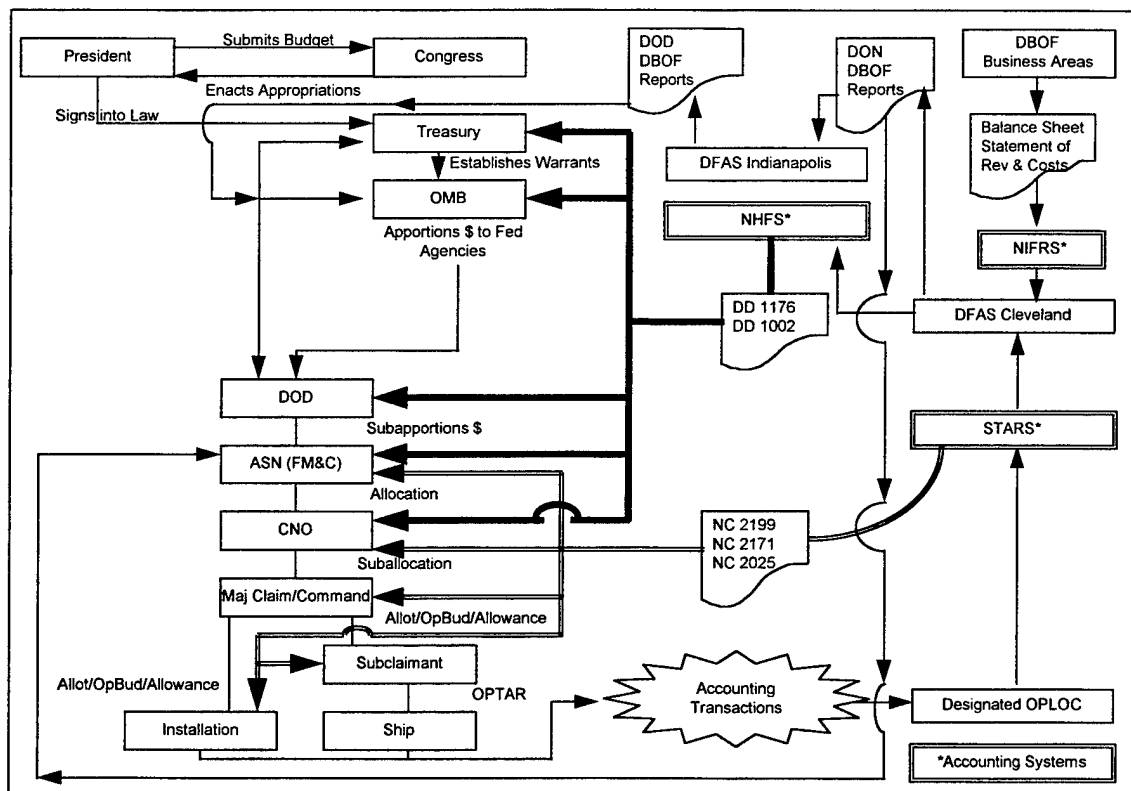 President
Submits Budget
Congress
DOD
DBOF
Reports
DON
DBOF
Reports
DBOF
Business Areas
Enacts Appropriations
Signs into Law
Treasury
Establishes Warrants
DFAS Indianapolis
Balance Sheet
Statement of
Rev & Costs
OMB
Apportions $ to Fed
Agencies
NHFS*
NIFRS*
DD 1176
DD 1002
DFAS Cleveland
DOD
Subapportions $
STARS*
ASN (FM&C)
Allocation
CNO
Suballocation
NC 2199
NC 2171
NC 2025
Maj Claim/Command
Allot/OpBud/Allowance
Subclaimant
Allot/OpBud/Allowance
OPTAR
Accounting
Transactions
Designated OPLOC
Installation
Ship
*Accounting Systems